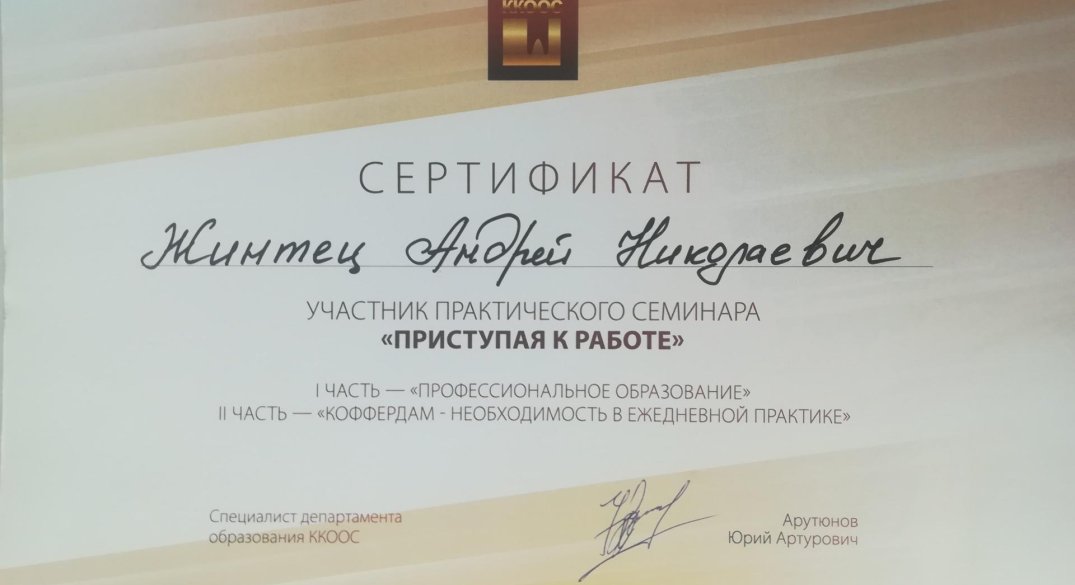 ККООС
СЕРТИФИКАТ
Жинтец Андрей Николаевич
УЧАСТНИК ПРАКТИЧЕСКОГО СЕМИНАРА
«ПРИСТУПАЯ К РАБОТЕ»
I ЧАСТЬ — «ПРОФЕССИОНАЛЬНОЕ ОБРАЗОВАНИЕ»
II ЧАСТЬ — «КОФФЕРДАМ - НЕОБХОДИМОСТЬ В ЕЖЕДНЕВНОЙ ПРАКТИКЕ»
Специалист департамента
образования ККООС
Арутюнов
Юрий Артурович